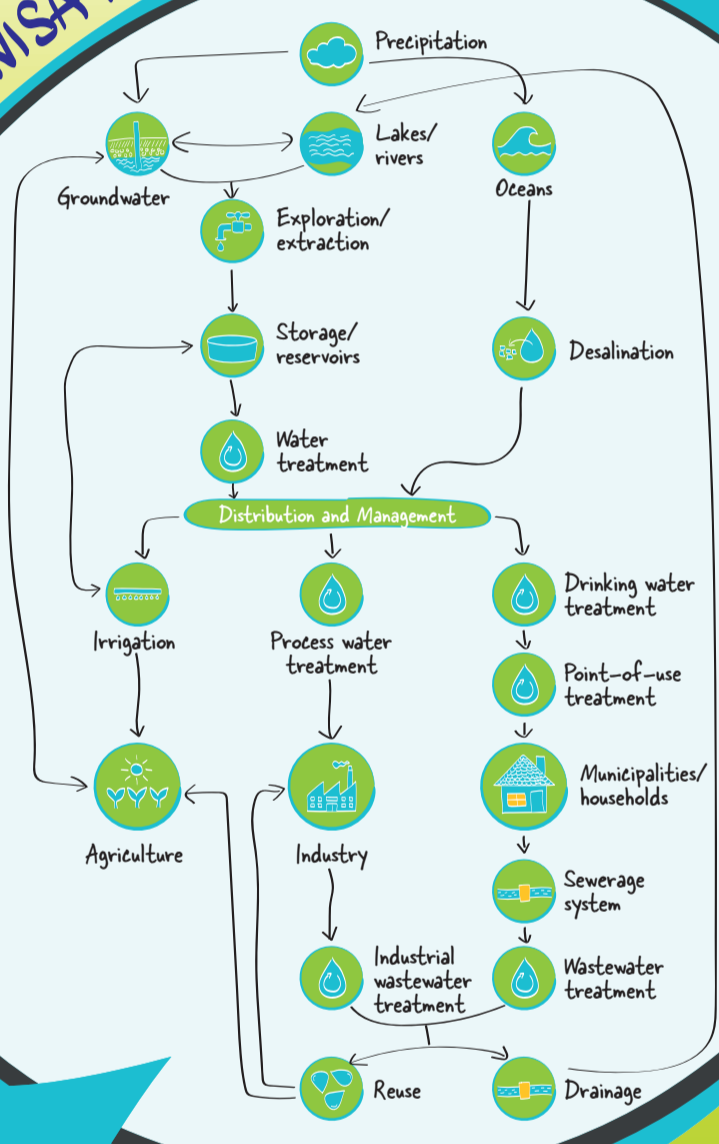 Precipitation
Lakes/
rivers
Groundwater
Oceans
Exploration/
extraction
Storage/
reservoirs
Desalination
Water
treatment
Distribution and Management
Irrigation
Process water
treatment
Drinking water
treatment
Point-of-use
treatment
Municipalities/
households
Agriculture
Industry
Sewerage
system
Industrial
wastewater
treatment
Wastewater
treatment
Reuse
Drainage